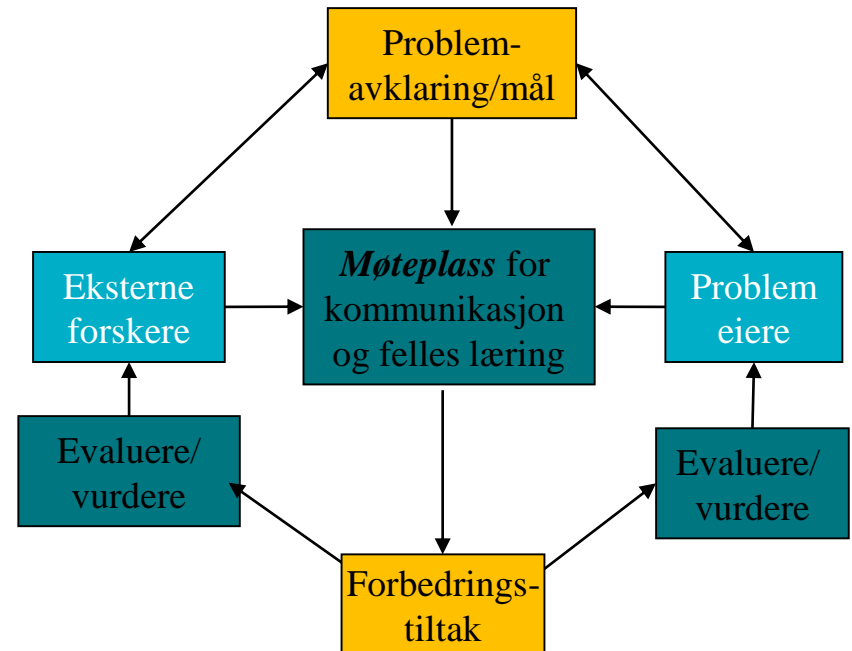 Problem-
avklaring/mål
Eksterne
forskere
Møteplass for
kommunikasjon
og felles læring
Problem
eiere
Evaluere/
vurdere
Evaluere/
vurdere
Forbedrings-
tiltak